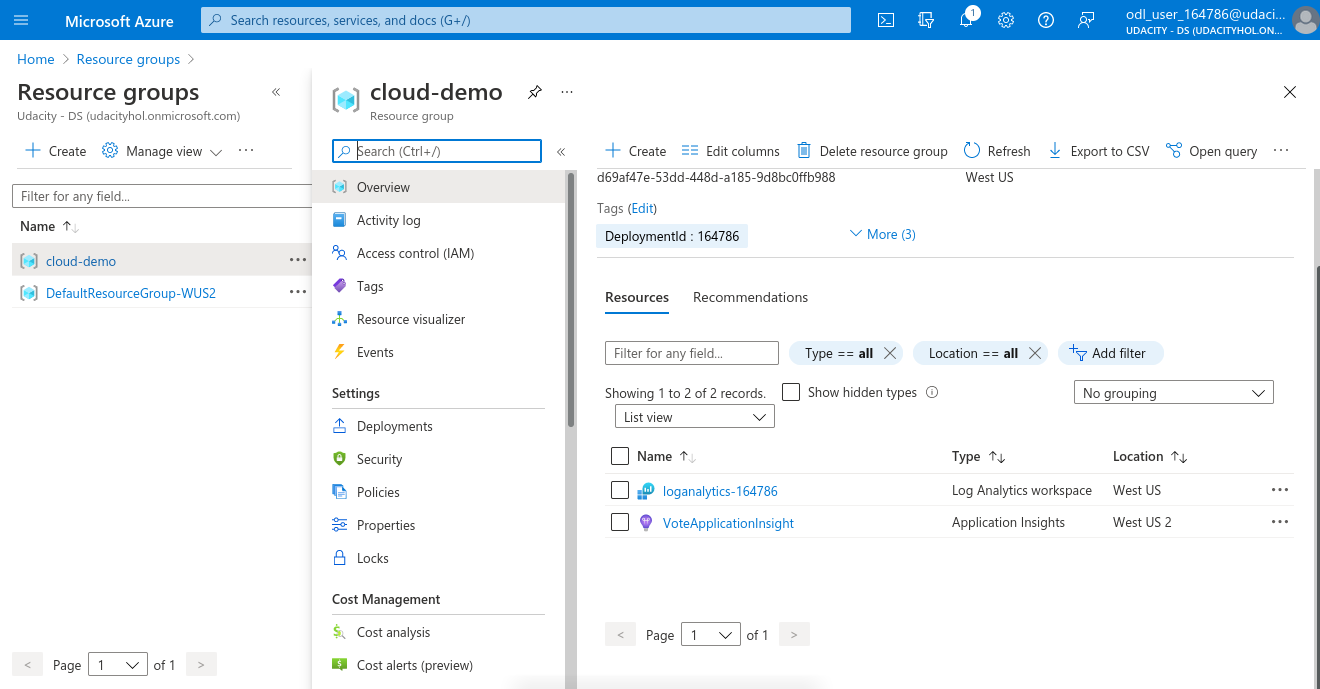 Microsoft Azure
Search resources, services, and docs (G+/)
1
odl_user_164786@udaci...
UDACITY - DS (UDACITYHOL.ON...
Home > Resource groups >
Resource groups
Udacity - DS (udacityhol.onmicrosoft.com)
Create
Manage view
Filter for any field...
Name
cloud-demo
DefaultResourceGroup-WUS2
< Page 1 of 1 >
cloud-demo
Resource group
Search (Ctrl+/)
Overview
Activity log
Access control (IAM)
Tags
Resource visualizer
Events
Settings
Deployments
Security
Policies
Properties
Locks
Cost Management
Cost analysis
Cost alerts (preview)
Create Edit columns Delete resource group Refresh Export to CSV Open query
d69af47e-53dd-448d-a185-9d8bc0ffb988 West US
Tags (Edit)
DeploymentId : 164786 More (3)
Resources Recommendations
Filter for any field... Type == all Location == all Add filter
Showing 1 to 2 of 2 records. Show hidden types No grouping
List view
Name Type Location
loganalytics-164786 Log Analytics workspace West US
VoteApplicationInsight Application Insights West US 2
< Page 1 of 1 >